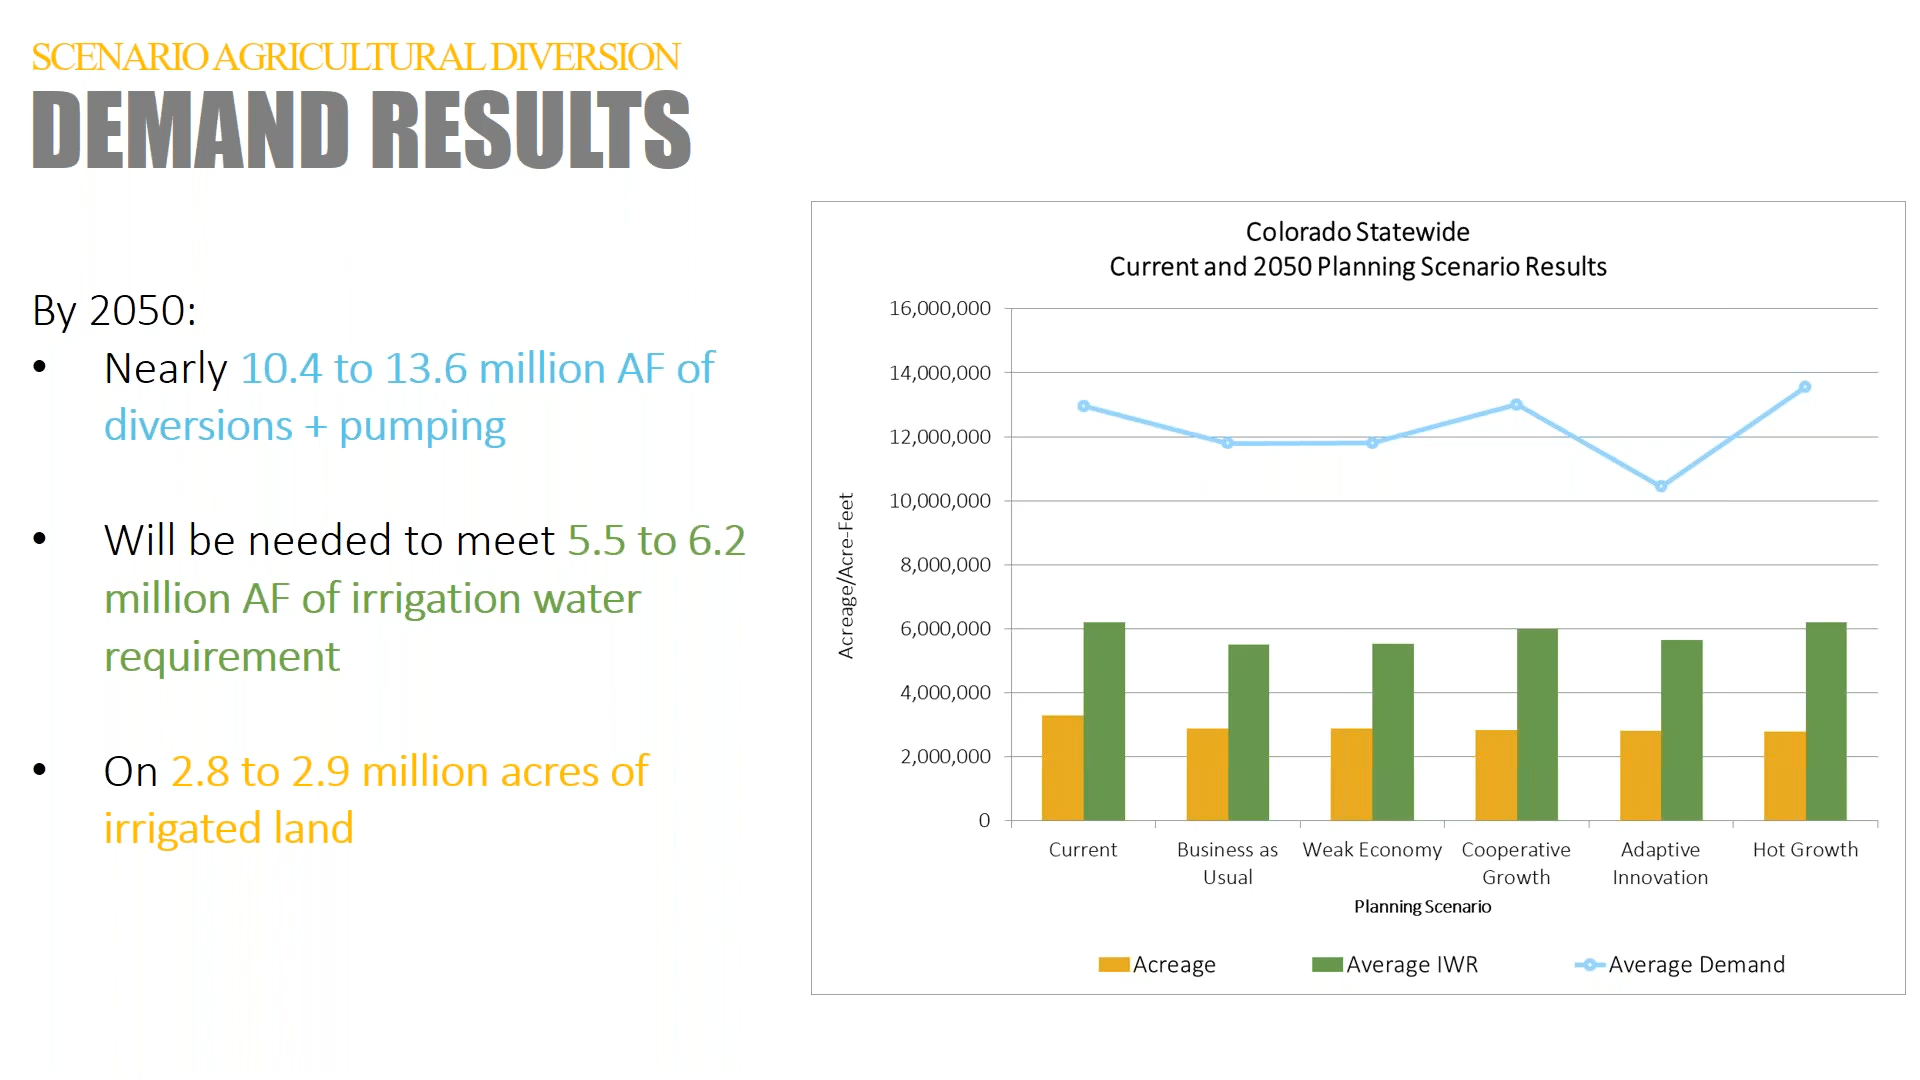 SCENARIO AGRICULTURAL DIVERSION
DEMAND RESULTS
By 2050:
• Nearly 10.4 to 13.6 million AF of
diversions + pumping
• Will be needed to meet 5.5 to 6.2
million AF of irrigation water
requirement
• On 2.8 to 2.9 million acres of
irrigated land
Colorado Statewide
Current and 2050 Planning Scenario Results
Acreage/Acre-Feet
16,000,000
14,000,000
12,000,000
10,000,000
8,000,000
6,000,000
4,000,000
2,000,000
0
Current
Business as
Usual
Weak Economy
Cooperative
Growth
Adaptive
Innovation
Hot Growth
Planning Scenario
Acreage
Average IWR
Average Demand